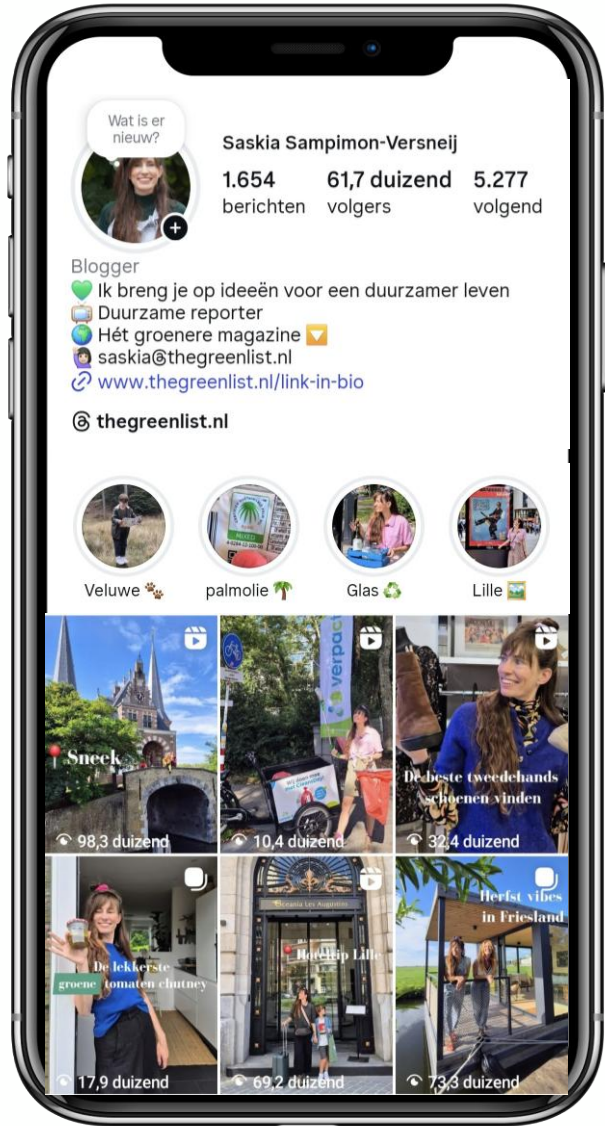 Wat is er
nieuw?
Saskia Sampimon-Versneij
1.654 61,7 duizend 5.277
berichten volgers volgend
Blogger
💚 Ik breng je op ideeën voor een duurzamer leven
📺 Duurzame reporter
🌍 Hét groenere magazine 🔽
🙋🏻‍♀️ saskia@thegreenlist.nl
www.thegreenlist.nl/link-in-bio
thegreenlist.nl
MIXED
Veluwe 🐾 palmolie 🌴 Glas ♻️ Lille 🖼️
verpact
📍 Sneek
De beste tweedehands
schoenen vinden
98,3 duizend 10,4 duizend 32,4 duizend
Oceania Les Augustins
Herfst vibes
in Friesland
📍 Hoteltrip Lille
De lekkerste
groene tomaten chutney
17,9 duizend 69,2 duizend 73,3 duizend